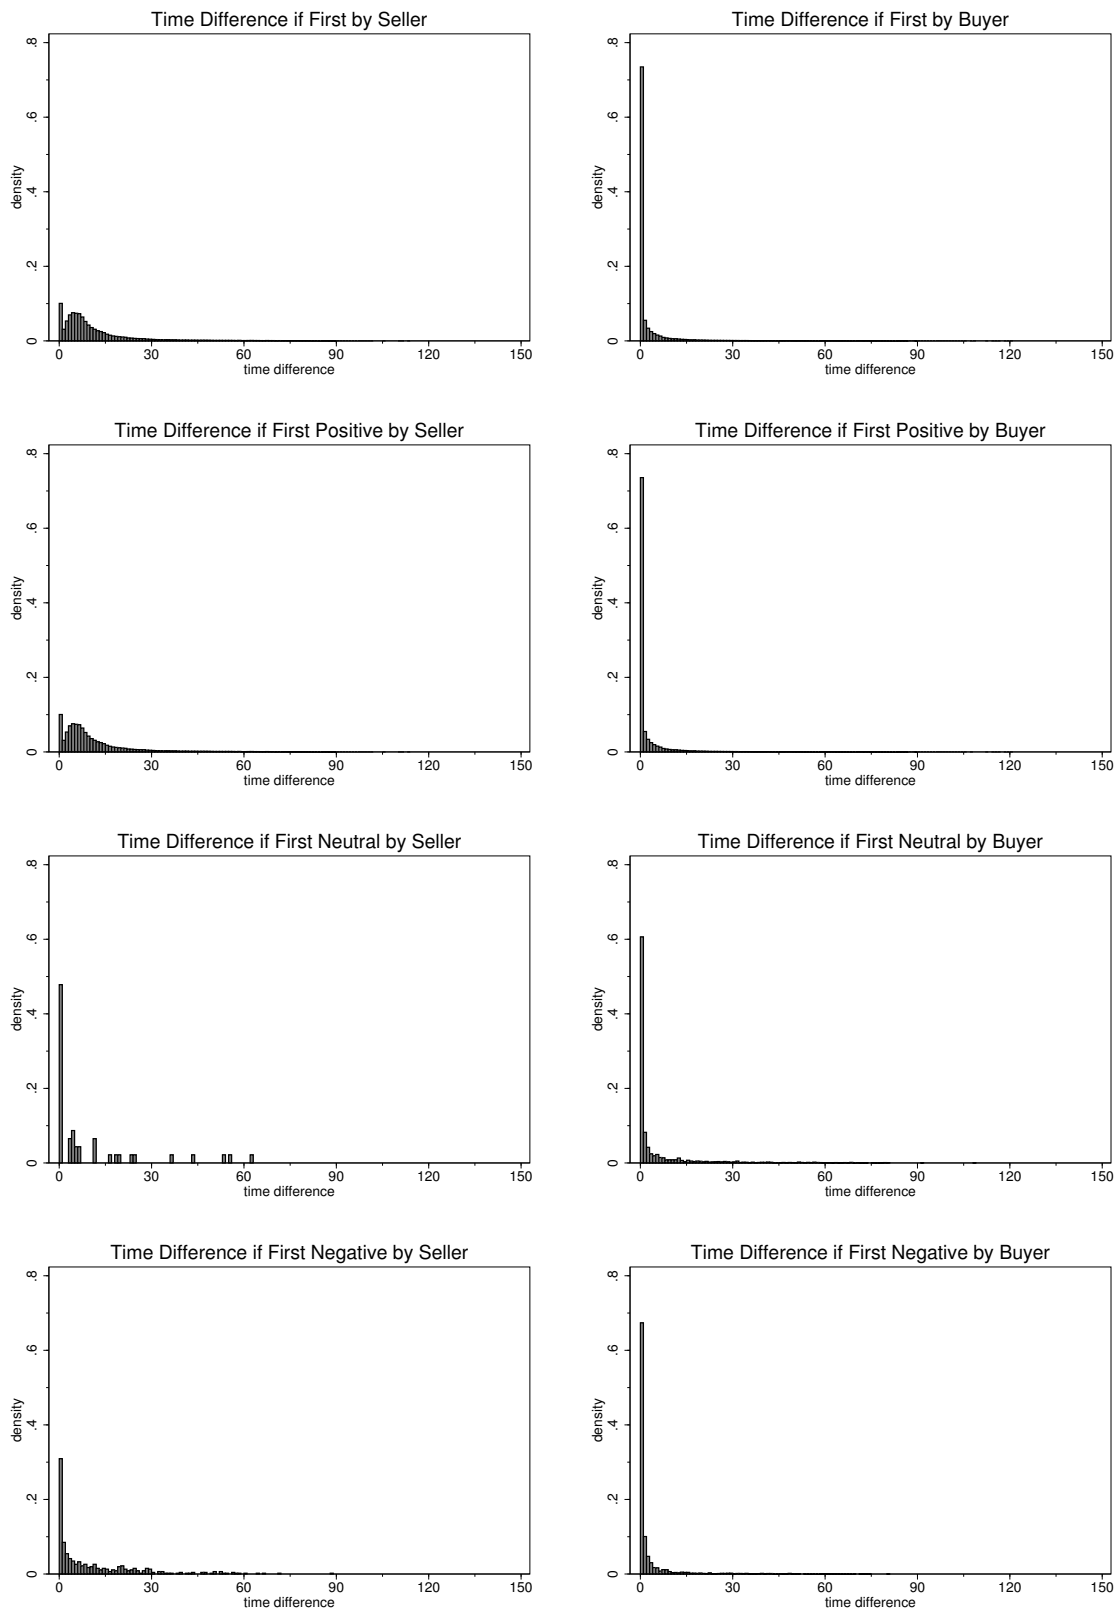 Time Difference if First by Seller
.8
.6
.4
.2
0
density
0 30 60 90 120 150
time difference
Time Difference if First by Buyer
.8
.6
.4
.2
0
density
0 30 60 90 120 150
time difference
Time Difference if First Positive by Seller
.8
.6
.4
.2
0
density
0 30 60 90 120 150
time difference
Time Difference if First Positive by Buyer
.8
.6
.4
.2
0
density
0 30 60 90 120 150
time difference
Time Difference if First Neutral by Seller
.8
.6
.4
.2
0
density
0 30 60 90 120 150
time difference
Time Difference if First Neutral by Buyer
.8
.6
.4
.2
0
density
0 30 60 90 120 150
time difference
Time Difference if First Negative by Seller
.8
.6
.4
.2
0
density
0 30 60 90 120 150
time difference
Time Difference if First Negative by Buyer
.8
.6
.4
.2
0
density
0 30 60 90 120 150
time difference